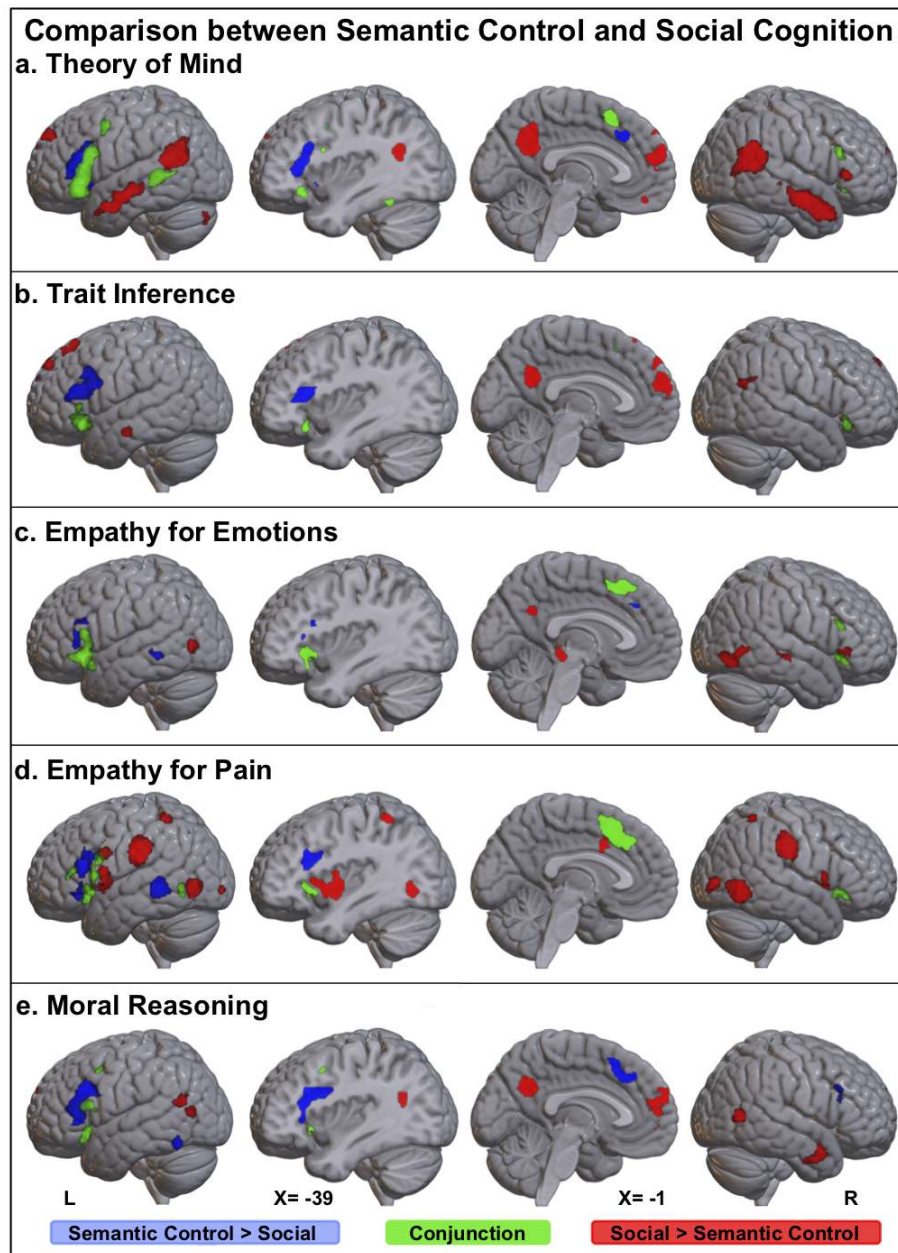 Comparison between Semantic Control and Social Cognition
a. Theory of Mind
b. Trait Inference
c. Empathy for Emotions
d. Empathy for Pain
e. Moral Reasoning
L X= -39 X= -1 R
Semantic Control > Social Conjunction Social > Semantic Control